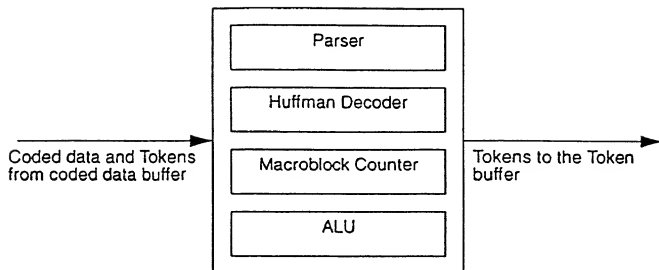 Parser
Huffman Decoder
Macroblock Counter
ALU
Coded data and Tokens
from coded data buffer
Tokens to the Token
buffer